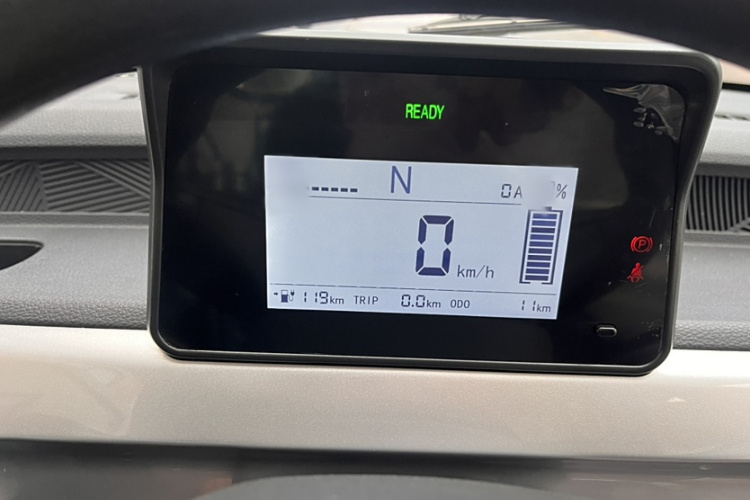 READY
----- N 0A %
0 km/h
P
119km TRIP 0.0km ODO 11km